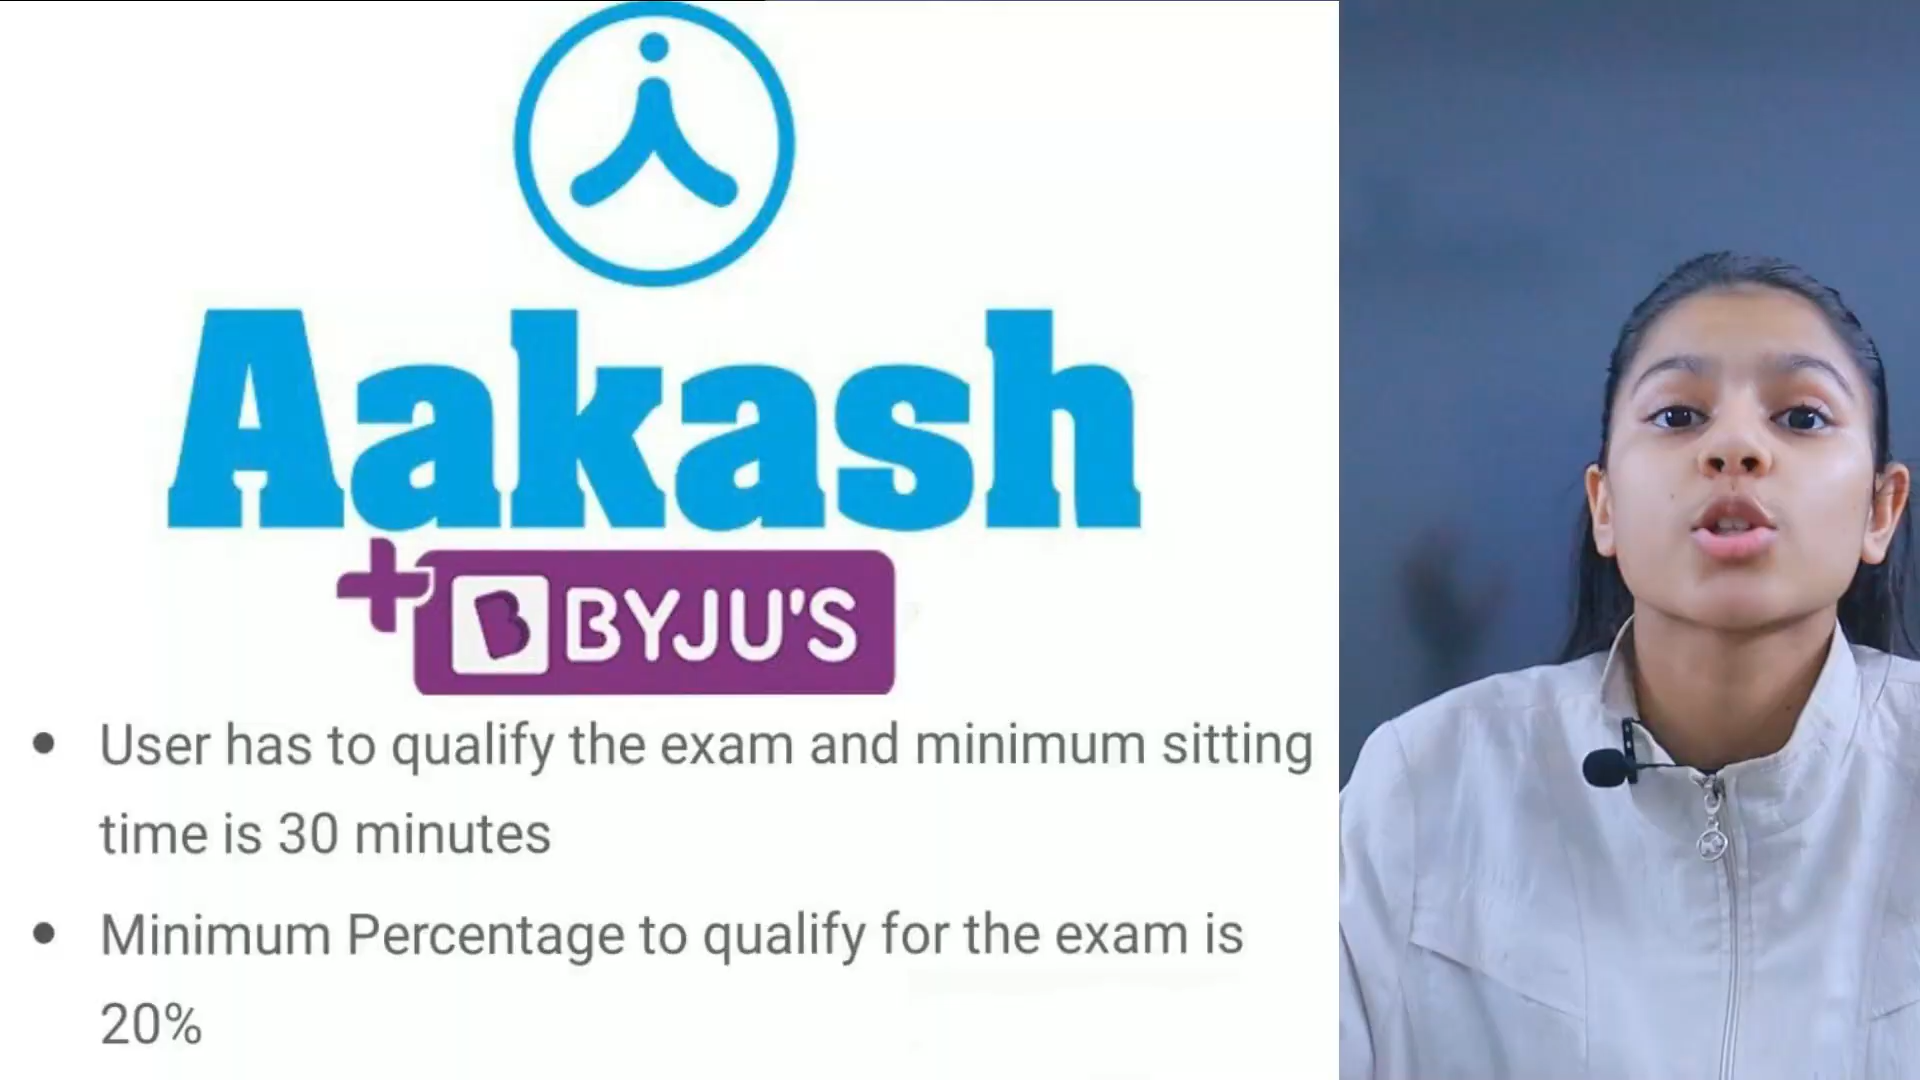 Aakash
BYJU'S
• User has to qualify the exam and minimum sitting
time is 30 minutes
• Minimum Percentage to qualify for the exam is
20%